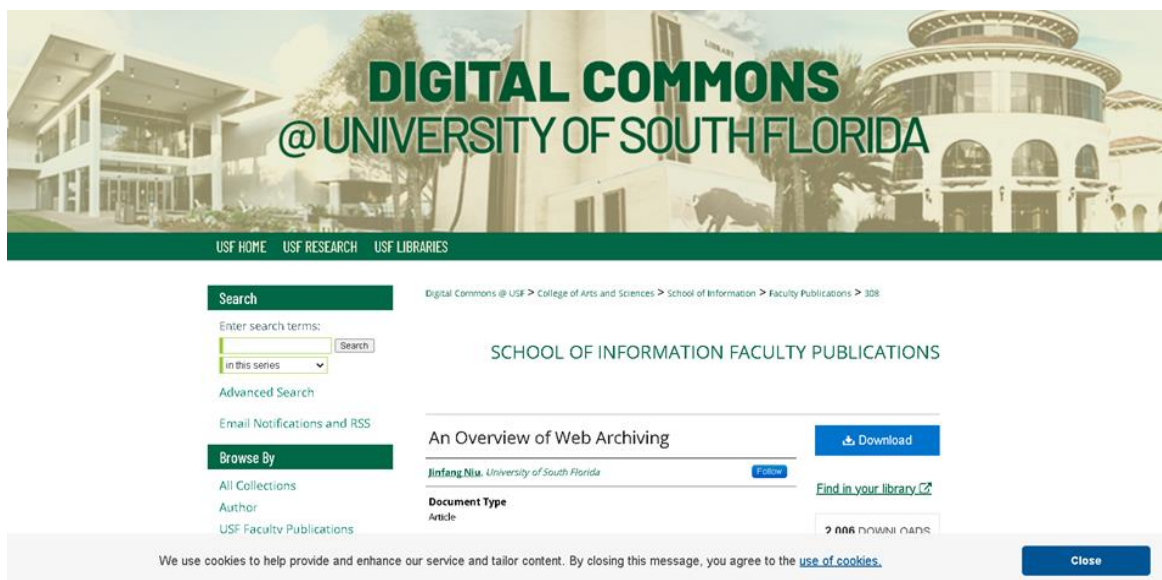 LIBRARY
DIGITAL COMMONS
@ UNIVERSITY OF SOUTH FLORIDA
USF HOME USF RESEARCH USF LIBRARIES
Search
Enter search terms:
Search
in this series
Advanced Search
Email Notifications and RSS
Browse By
All Collections
Author
USF Faculty Publications
Digital Commons @ USF > College of Arts and Sciences > School of Information > Faculty Publications > 308
SCHOOL OF INFORMATION FACULTY PUBLICATIONS
An Overview of Web Archiving
Jinfang Niu, University of South Florida
Follow
Document Type
Article
Download
Find in your library
2,006 DOWNLOADS
We use cookies to help provide and enhance our service and tailor content. By closing this message, you agree to the use of cookies.
Close